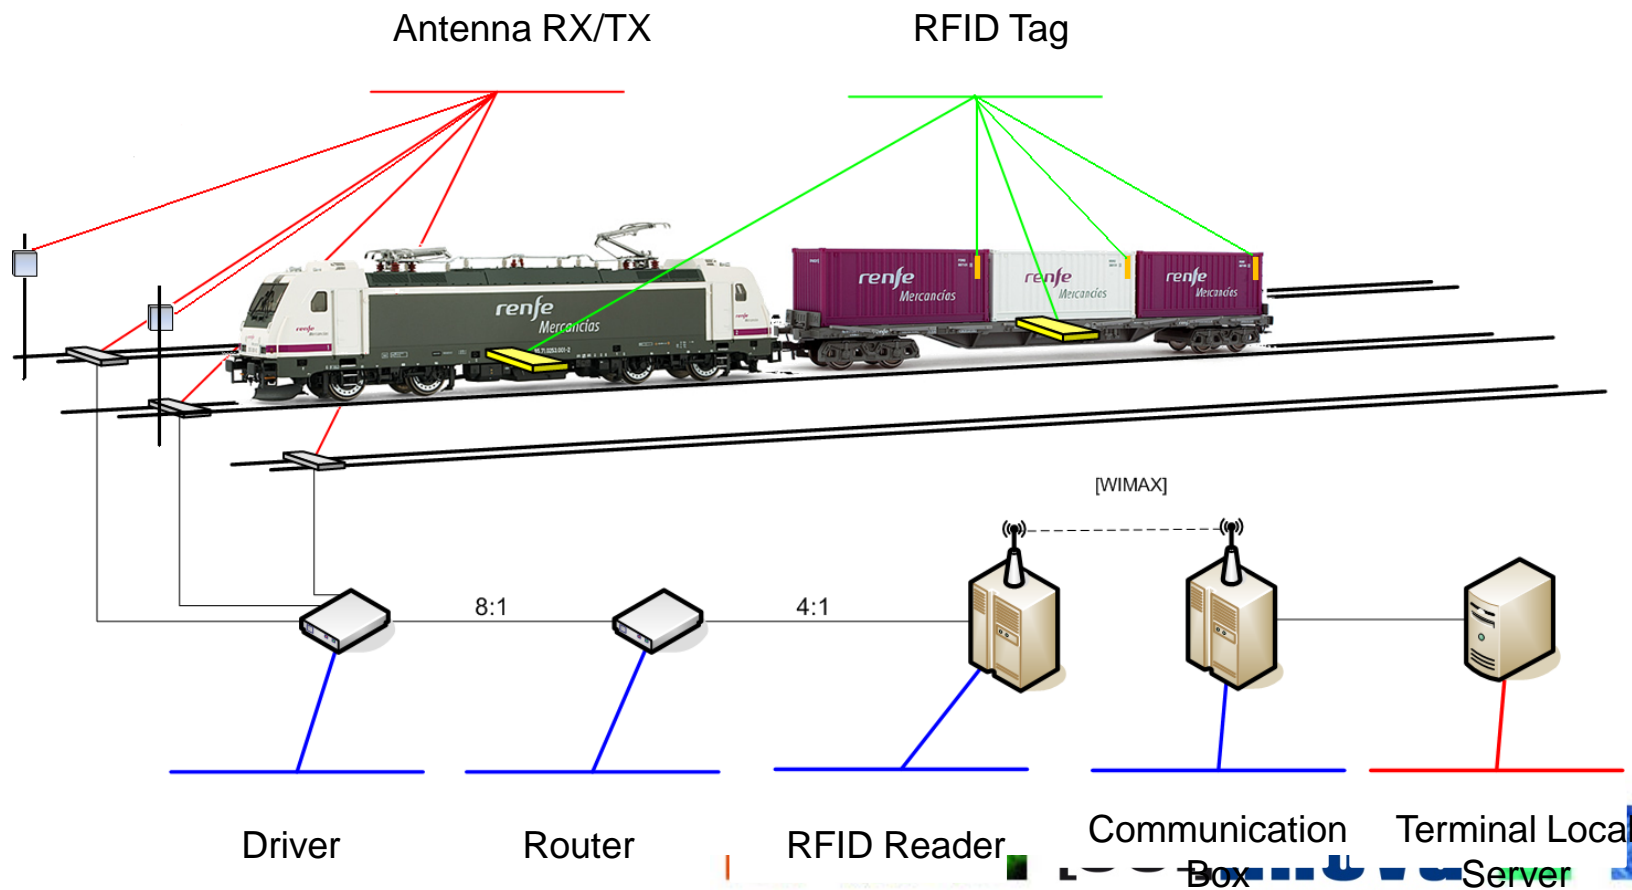 Antenna RX/TX
RFID Tag
renfe
Mercancías
renfe
renfe
Mercancías
renfe
Mercancías
renfe
Mercancías
[WIMAX]
8:1
4:1
Driver
Router
RFID Reader
Communication
Box
Terminal Local
Server